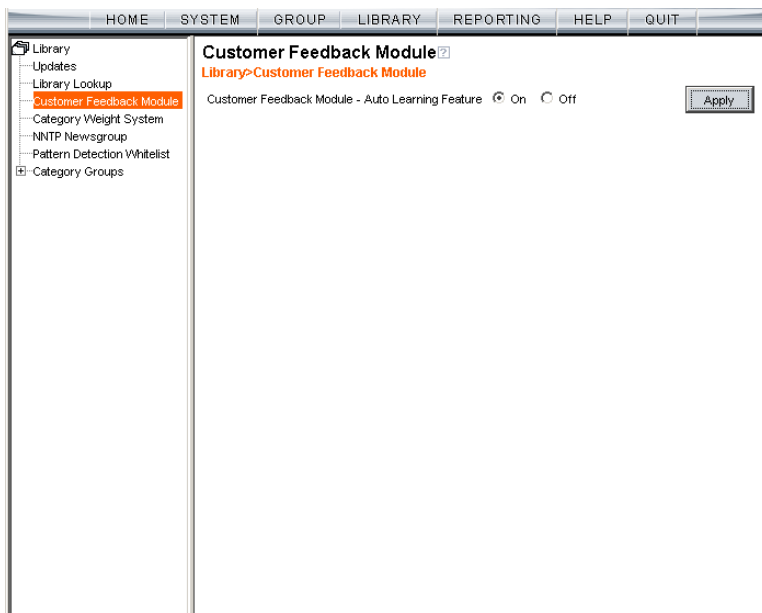 HOME SYSTEM GROUP LIBRARY REPORTING HELP QUIT
Library
Updates
Library Lookup
Customer Feedback Module
Category Weight System
NNTP Newsgroup
Pattern Detection Whitelist
Category Groups
Customer Feedback Module ?
Library>Customer Feedback Module
Customer Feedback Module - Auto Learning Feature On Off Apply